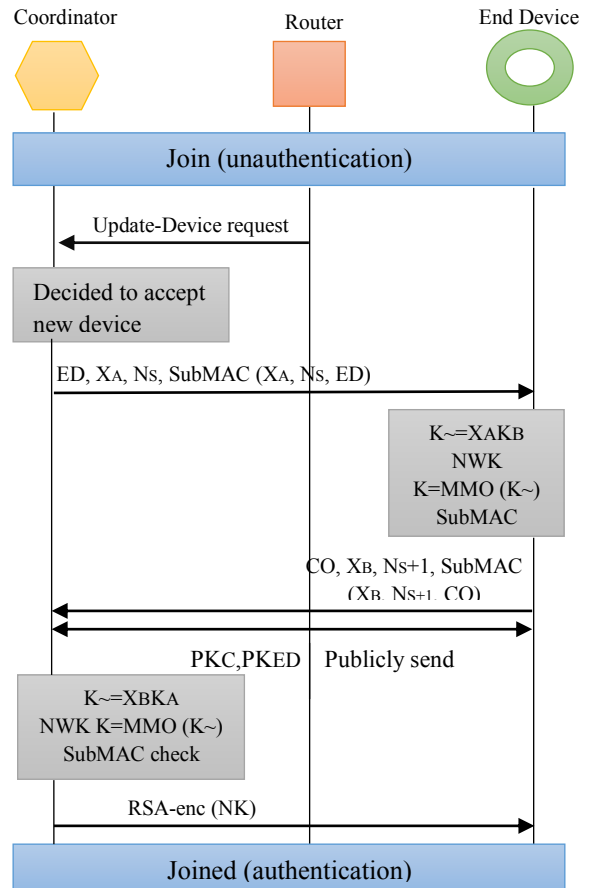 Coordinator
Router
End Device
Join (unauthentication)
Update-Device request
Decided to accept
new device
ED, XA, NS, SubMAC (XA, NS, ED)
K~=XAKB
NWK
K=MMO (K~)
SubMAC
CO, XB, NS+1, SubMAC
(XB, NS+1, CO)
PKC,PKED Publicly send
K~=XBKA
NWK K=MMO (K~)
SubMAC check
RSA-enc (NK)
Joined (authentication)